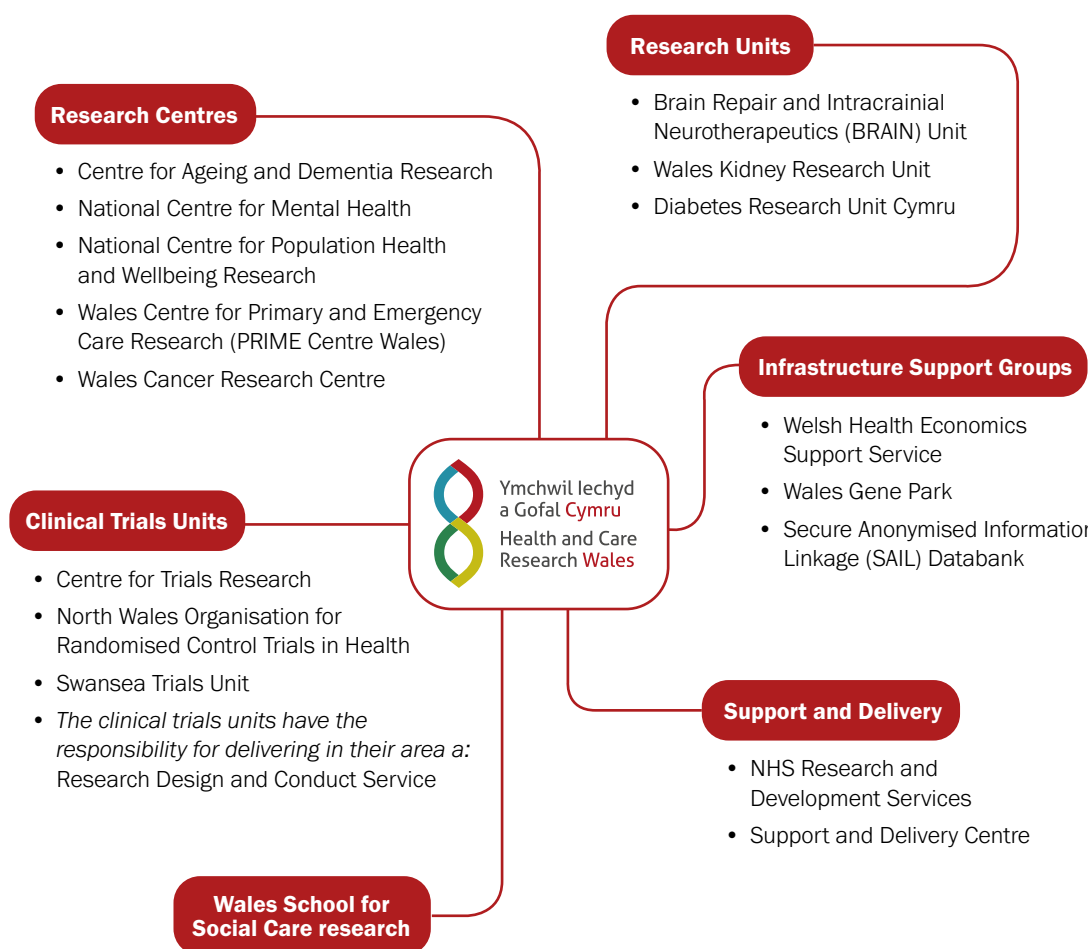 Research Units
• Brain Repair and Intracrainial
Neurotherapeutics (BRAIN) Unit
• Wales Kidney Research Unit
• Diabetes Research Unit Cymru
Research Centres
• Centre for Ageing and Dementia Research
• National Centre for Mental Health
• National Centre for Population Health
and Wellbeing Research
• Wales Centre for Primary and Emergency
Care Research (PRIME Centre Wales)
• Wales Cancer Research Centre
Infrastructure Support Groups
• Welsh Health Economics
Support Service
• Wales Gene Park
• Secure Anonymised Information
Linkage (SAIL) Databank
Ymchwil Iechyd
a Gofal Cymru
Health and Care
Research Wales
Clinical Trials Units
• Centre for Trials Research
• North Wales Organisation for
Randomised Control Trials in Health
• Swansea Trials Unit
• The clinical trials units have the
responsibility for delivering in their area a:
Research Design and Conduct Service
Support and Delivery
• NHS Research and
Development Services
• Support and Delivery Centre
Wales School for
Social Care research